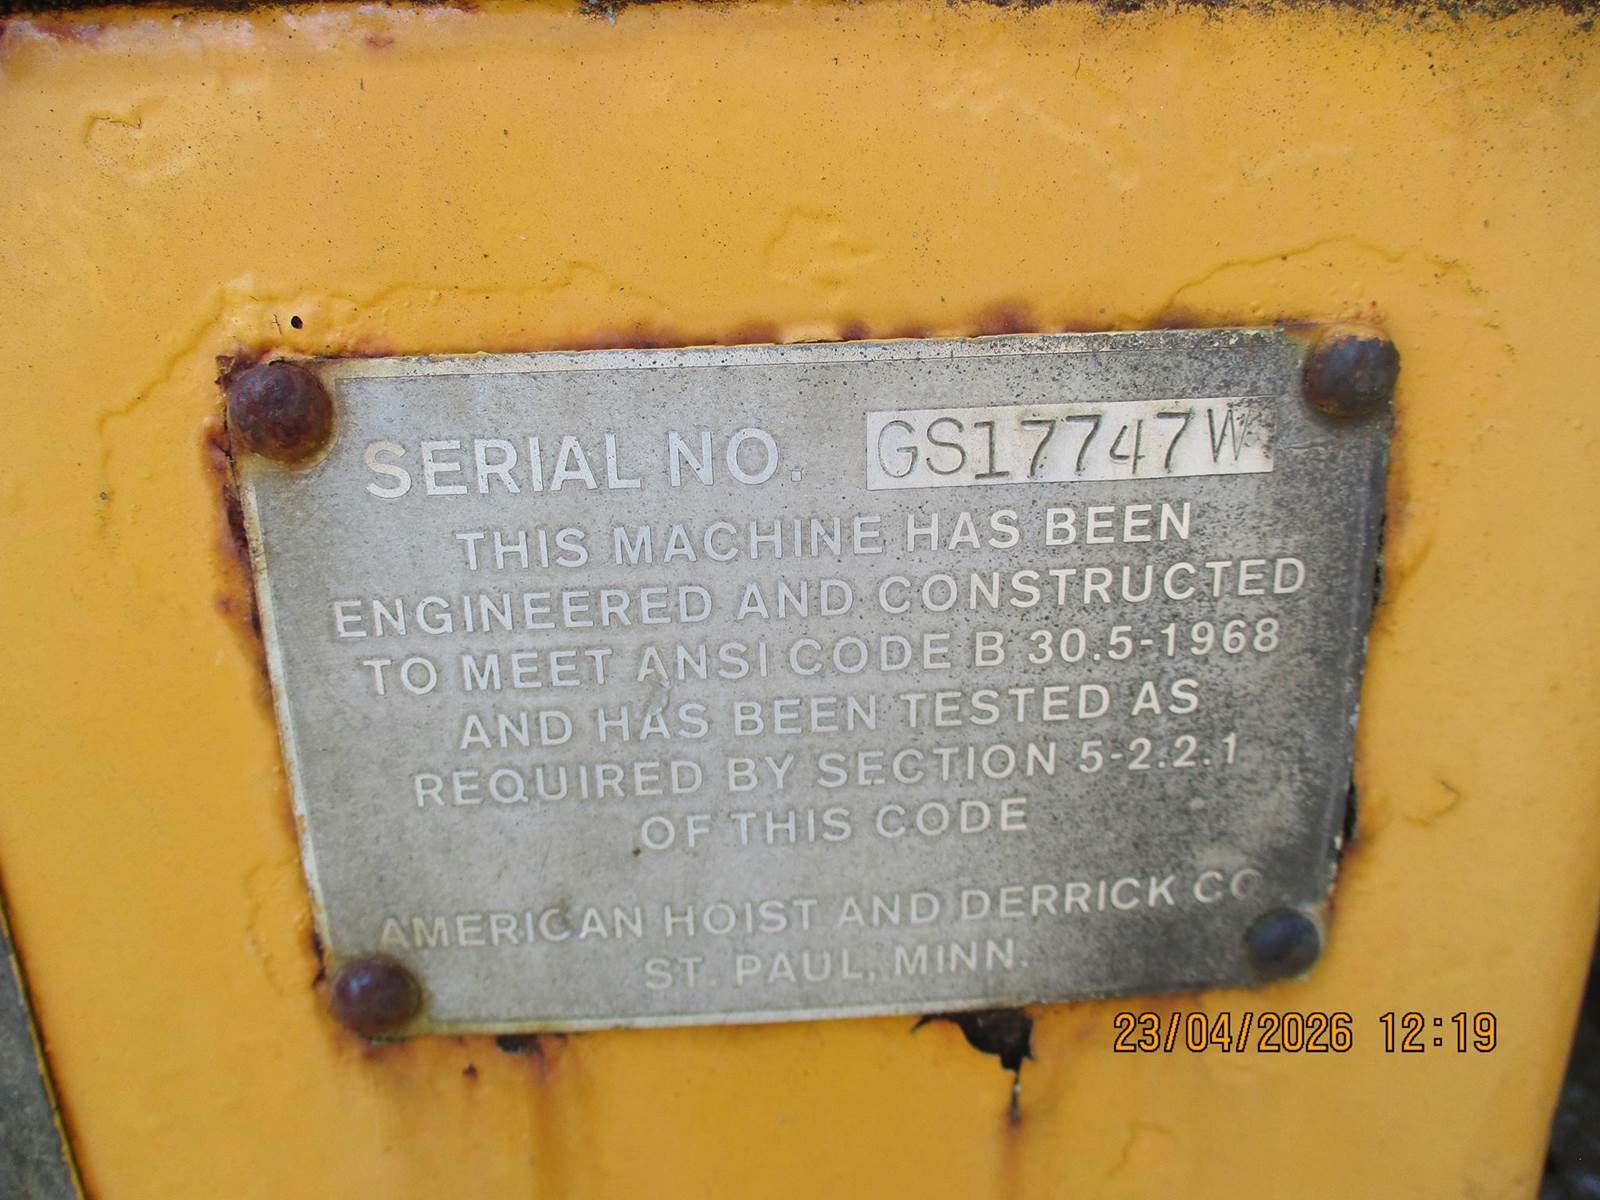 SERIAL NO. GS17747W
THIS MACHINE HAS BEEN
ENGINEERED AND CONSTRUCTED
TO MEET ANSI CODE B 30.5-1968
AND HAS BEEN TESTED AS
REQUIRED BY SECTION 5-2.2.1
OF THIS CODE
AMERICAN HOIST AND DERRICK CO
ST. PAUL, MINN.
23/04/2026 12:19